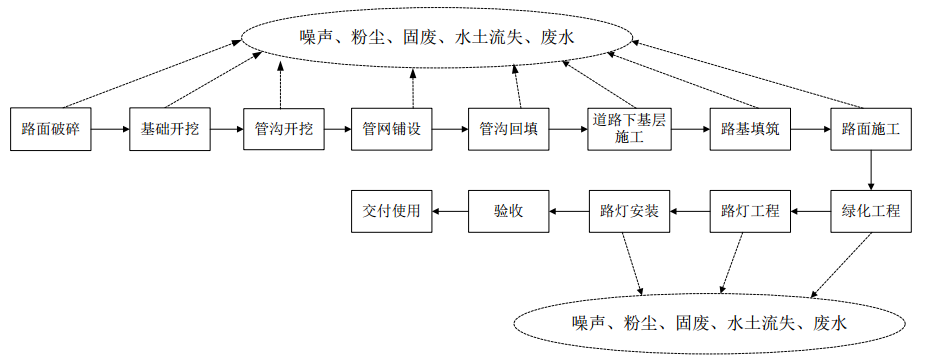 噪声、粉尘、固废、水土流失、废水
路面破碎
基础开挖
管沟开挖
管网铺设
管沟回填
道路下基层
施工
路基填筑
路面施工
交付使用
验收
路灯安装
路灯工程
绿化工程
噪声、粉尘、固废、水土流失、废水